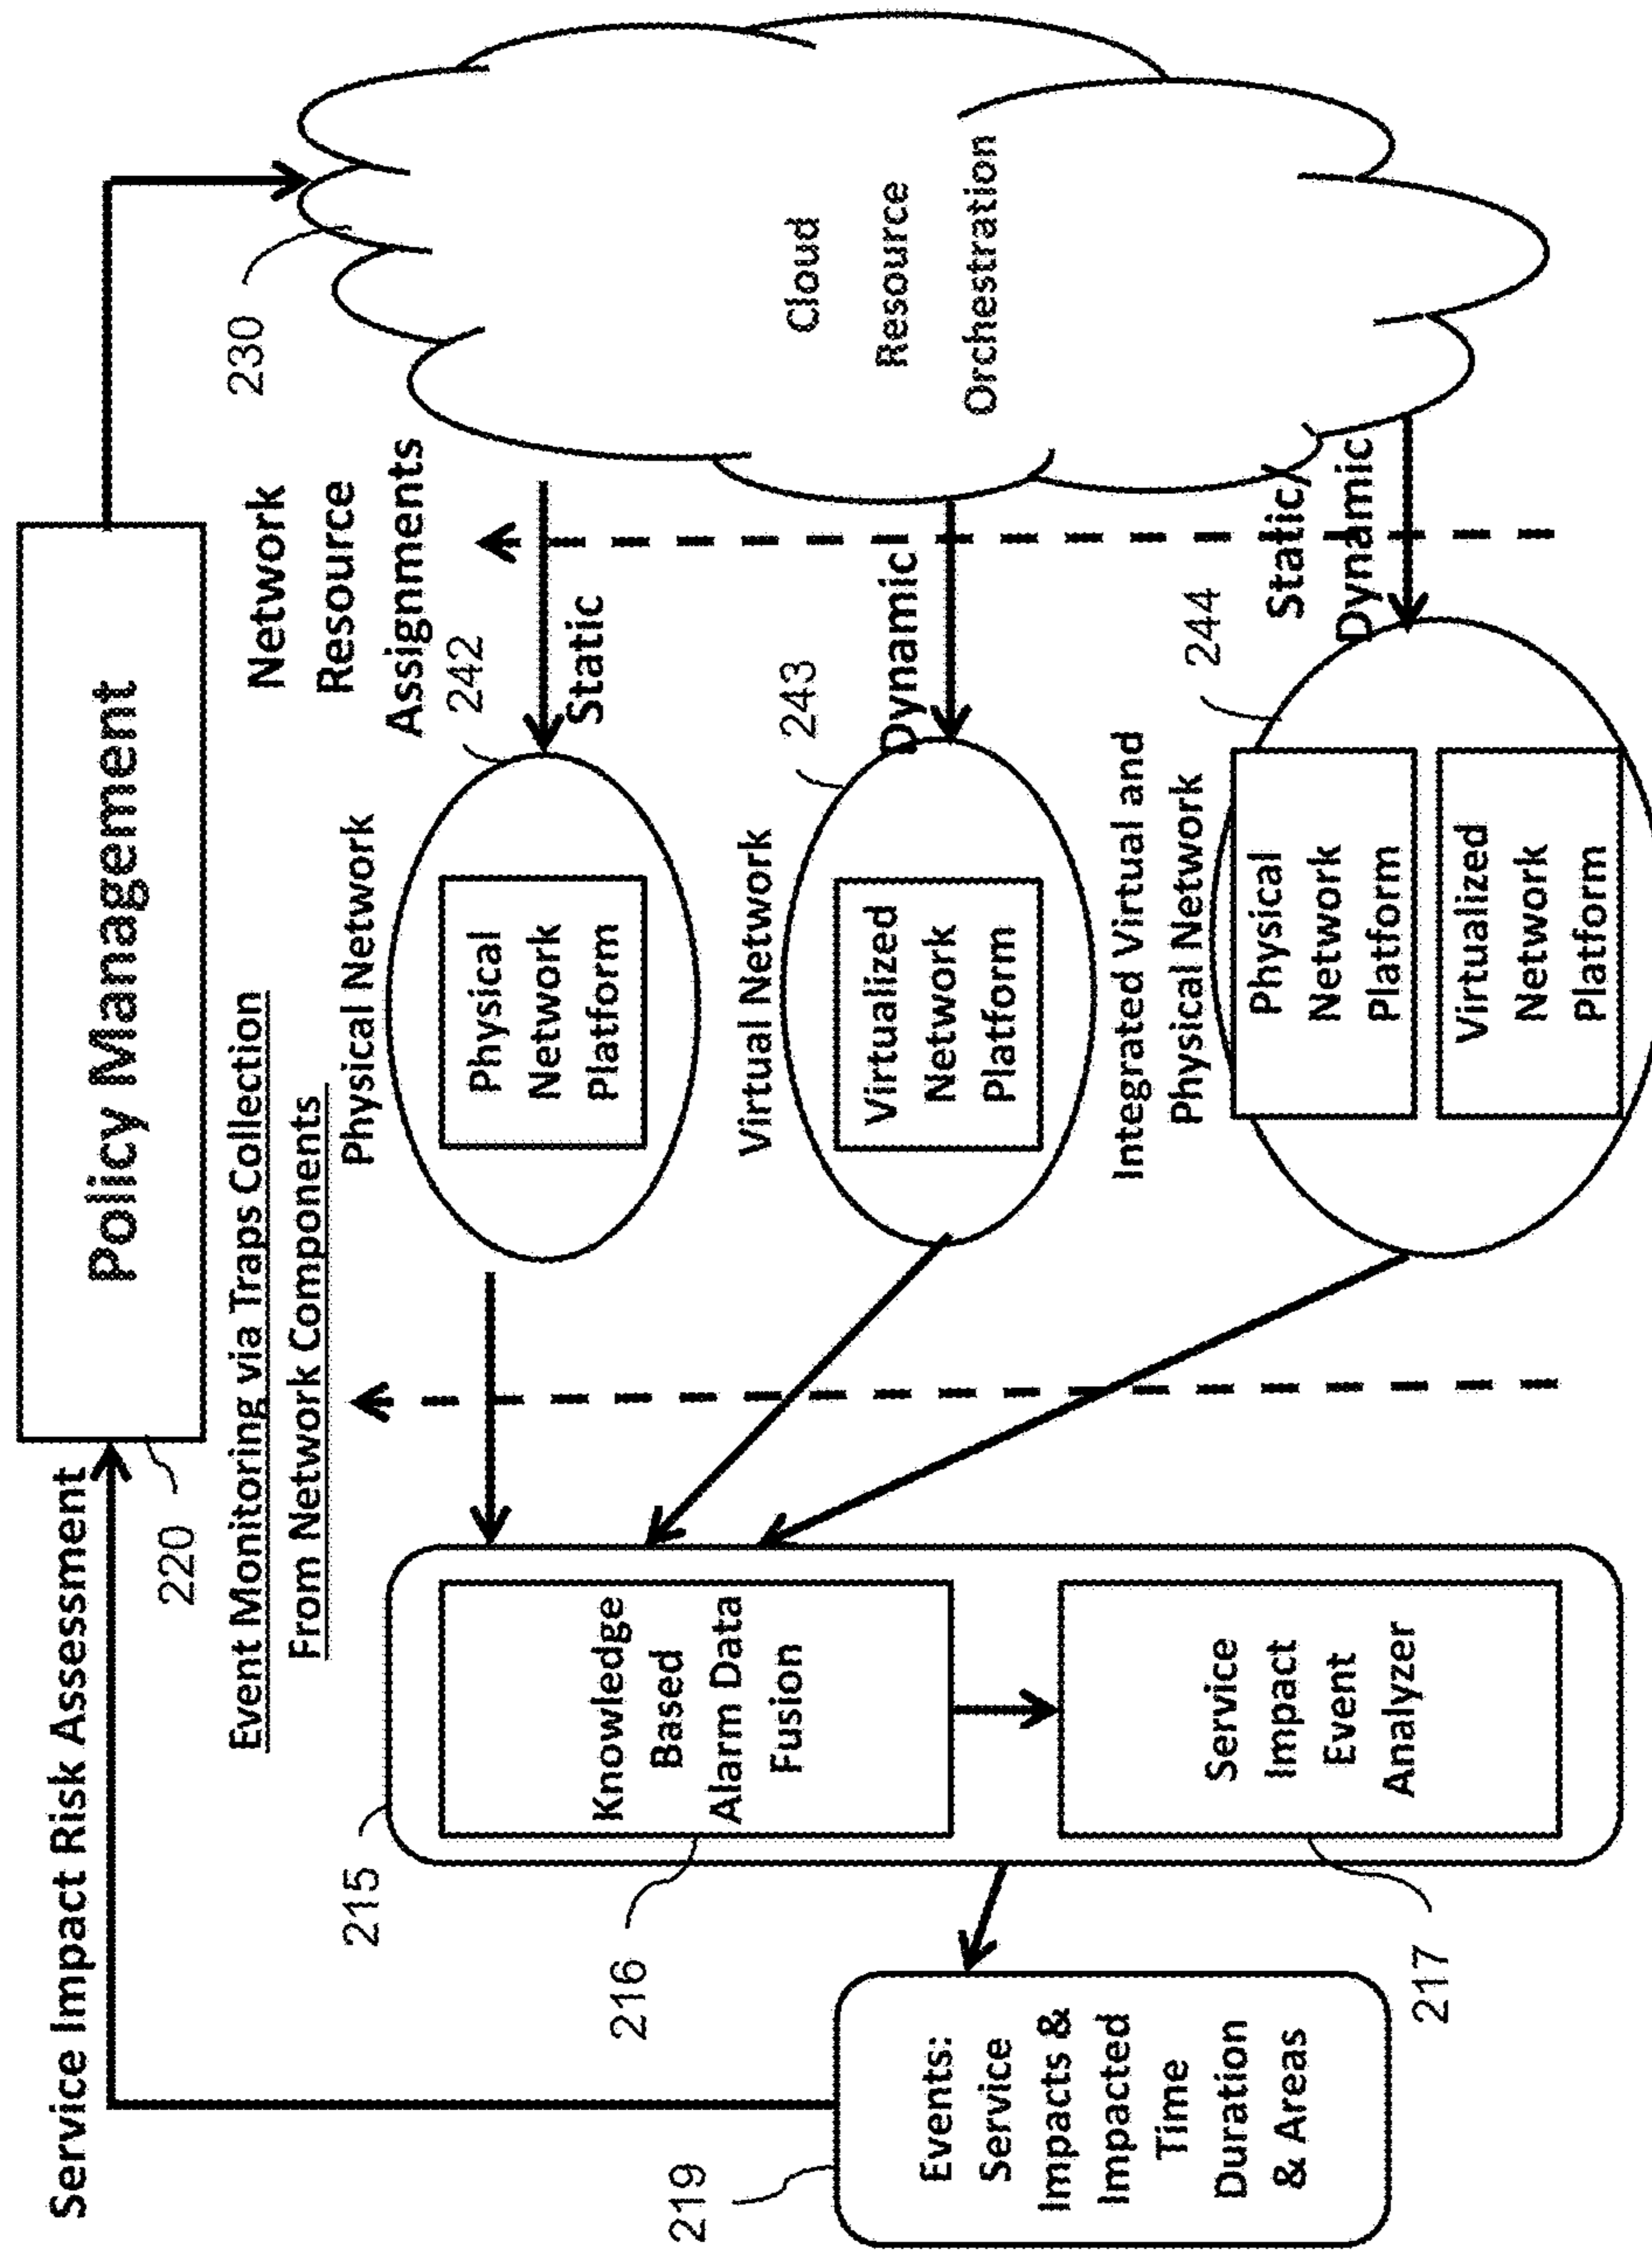 Policy Management
Service Impact Risk Assessment
220
Event Monitoring via Traps Collection
From Network Components
Network
Resource
Assignments
230
Cloud
Resource
Orchestration
Physical Network
242
Physical
Network
Platform
Static
Virtual Network
243
Virtualized
Network
Platform
Dynamic
Integrated Virtual and
Physical Network
244
Physical
Network
Platform
Virtualized
Network
Platform
Static/
Dynamic
215
Knowledge
Based
Alarm Data
Fusion
216
Service
Impact
Event
Analyzer
217
219
Events:
Service
Impacts &
Impacted
Time
Duration
& Areas